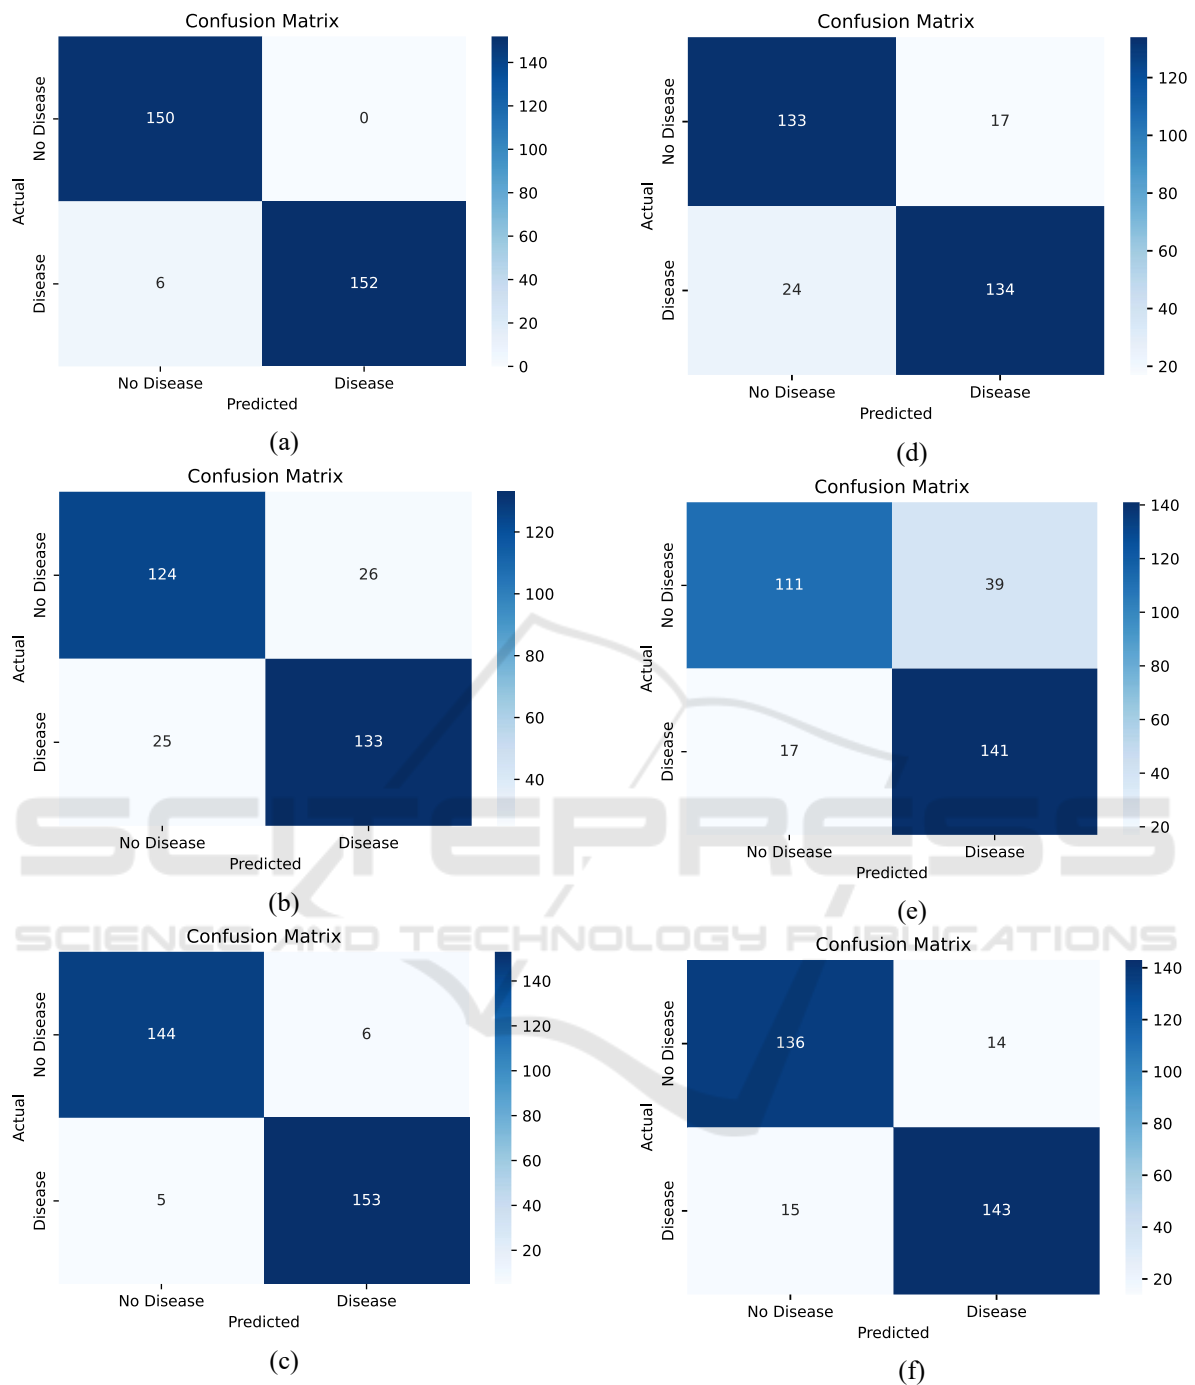 Confusion Matrix
No Disease
Disease
Actual
150 0
6 152
140
120
100
80
60
40
20
0
No Disease Disease
Predicted
(a)
Confusion Matrix
No Disease
Disease
Actual
133 17
24 134
120
100
80
60
40
20
No Disease Disease
Predicted
(d)
Confusion Matrix
No Disease
Disease
Actual
124 26
25 133
120
100
80
60
40
No Disease Disease
Predicted
(b)
Confusion Matrix
No Disease
Disease
Actual
111 39
17 141
140
120
100
80
60
40
20
No Disease Disease
Predicted
(e)
SCITEPRESS
SCIENCE AND TECHNOLOGY PUBLICATIONS
Confusion Matrix
No Disease
Disease
Actual
144 6
5 153
140
120
100
80
60
40
20
No Disease Disease
Predicted
(c)
Confusion Matrix
No Disease
Disease
Actual
136 14
15 143
140
120
100
80
60
40
20
No Disease Disease
Predicted
(f)